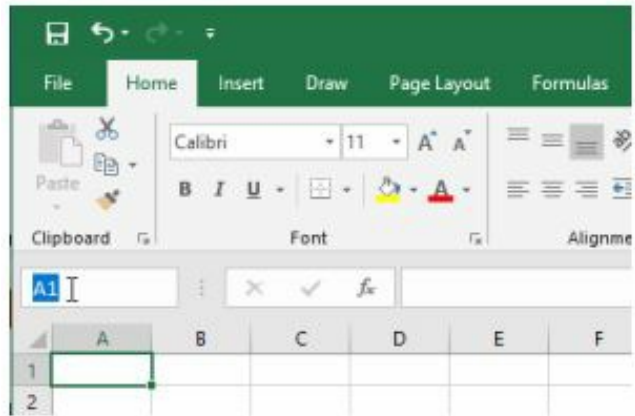 File Home Insert Draw Page Layout Formulas
Calibri 11 A A
Paste B I U A
Clipboard Font Alignme
A1 fx
A B C D E F
1
2